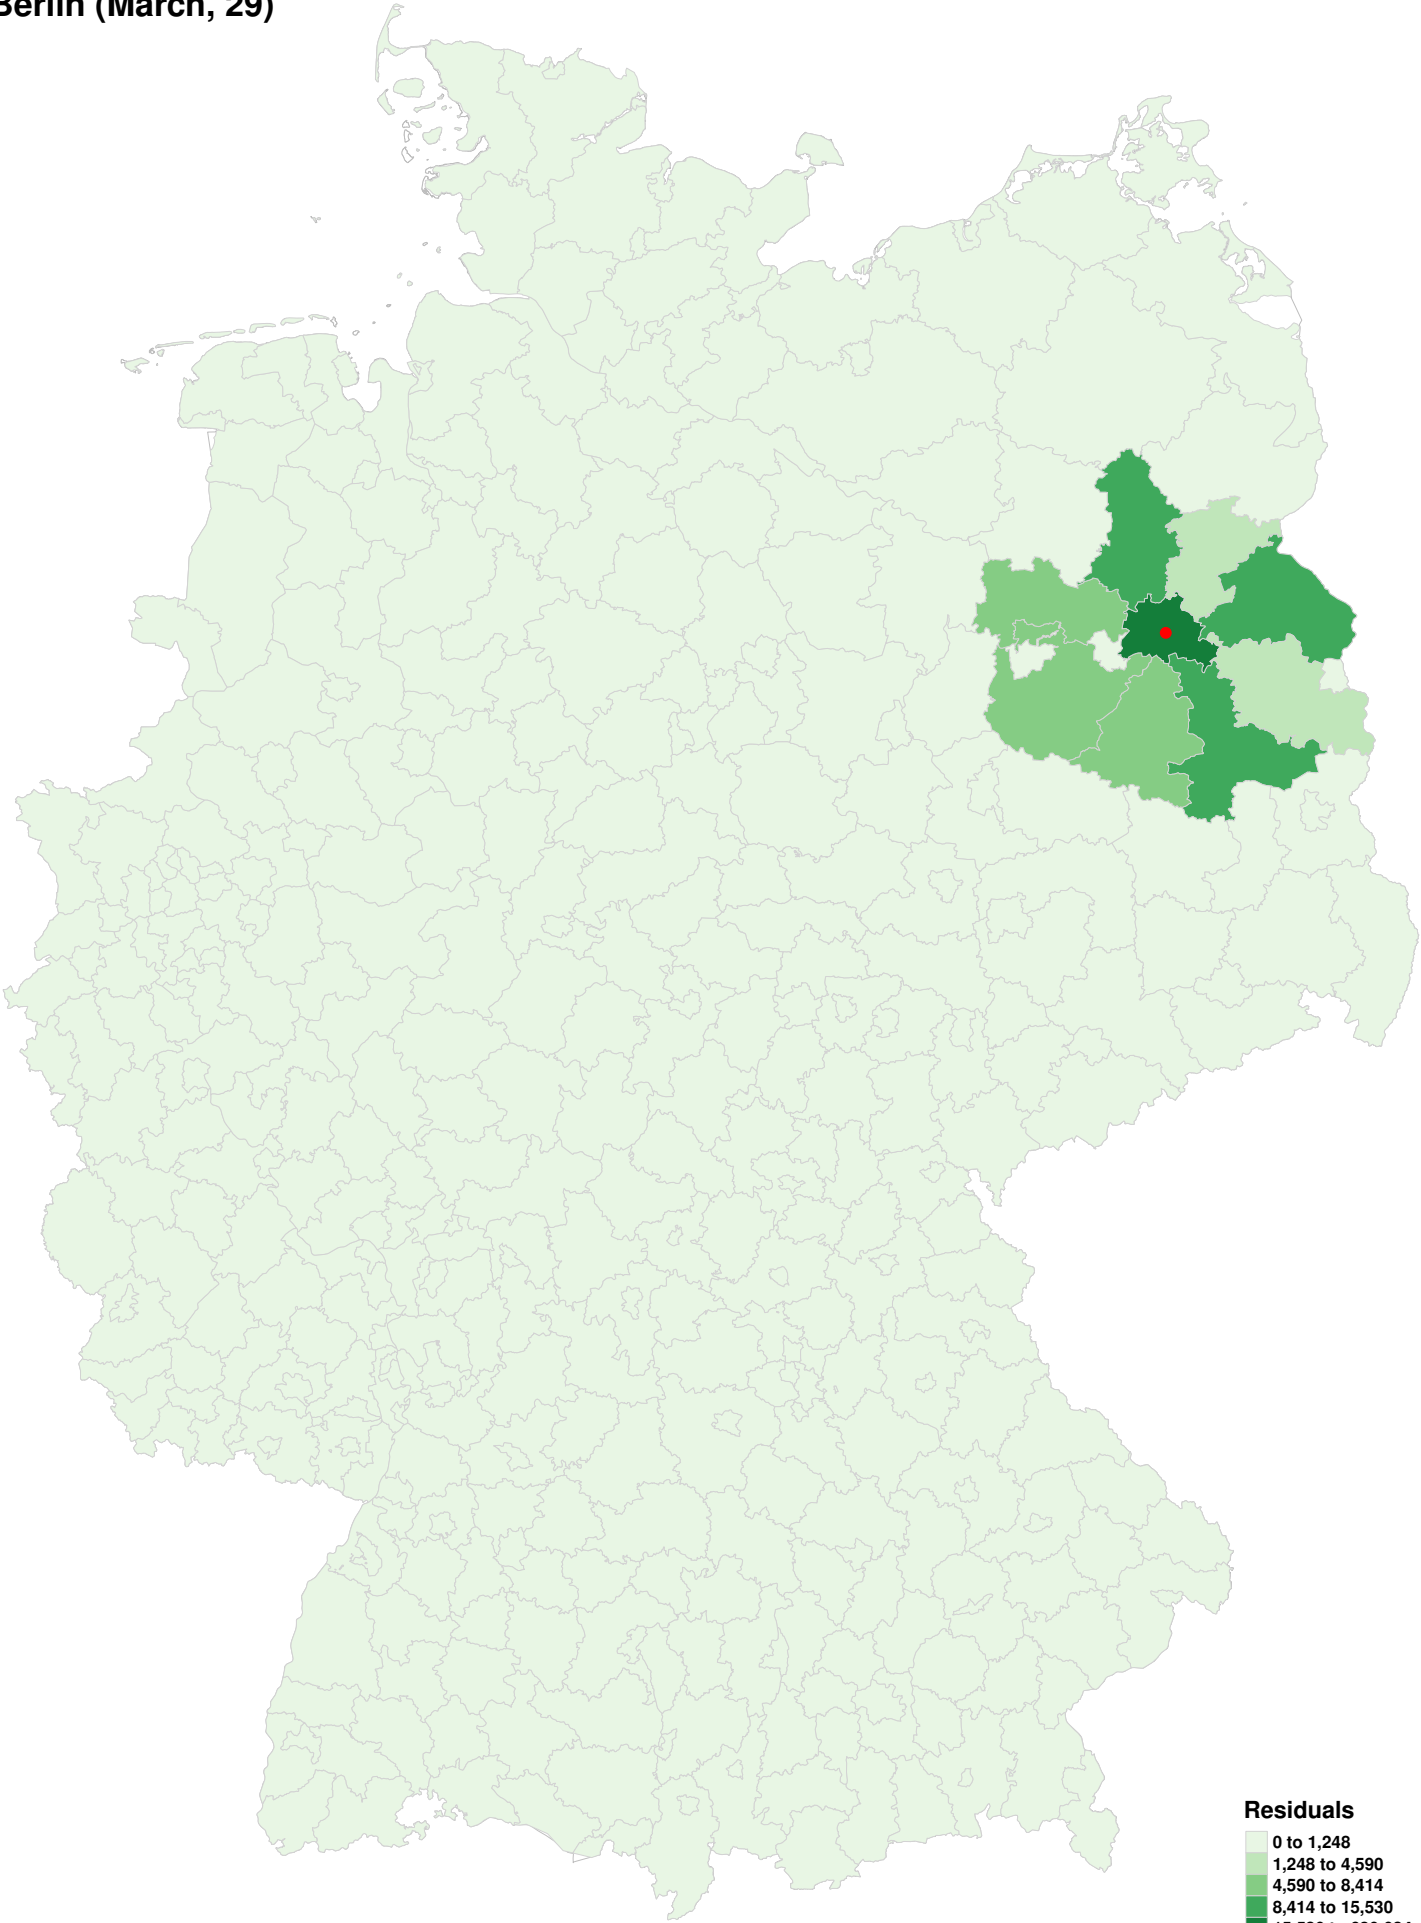 Berlin (March, 29)
Residuals
0 to 1,248
1,248 to 4,590
4,590 to 8,414
8,414 to 15,530